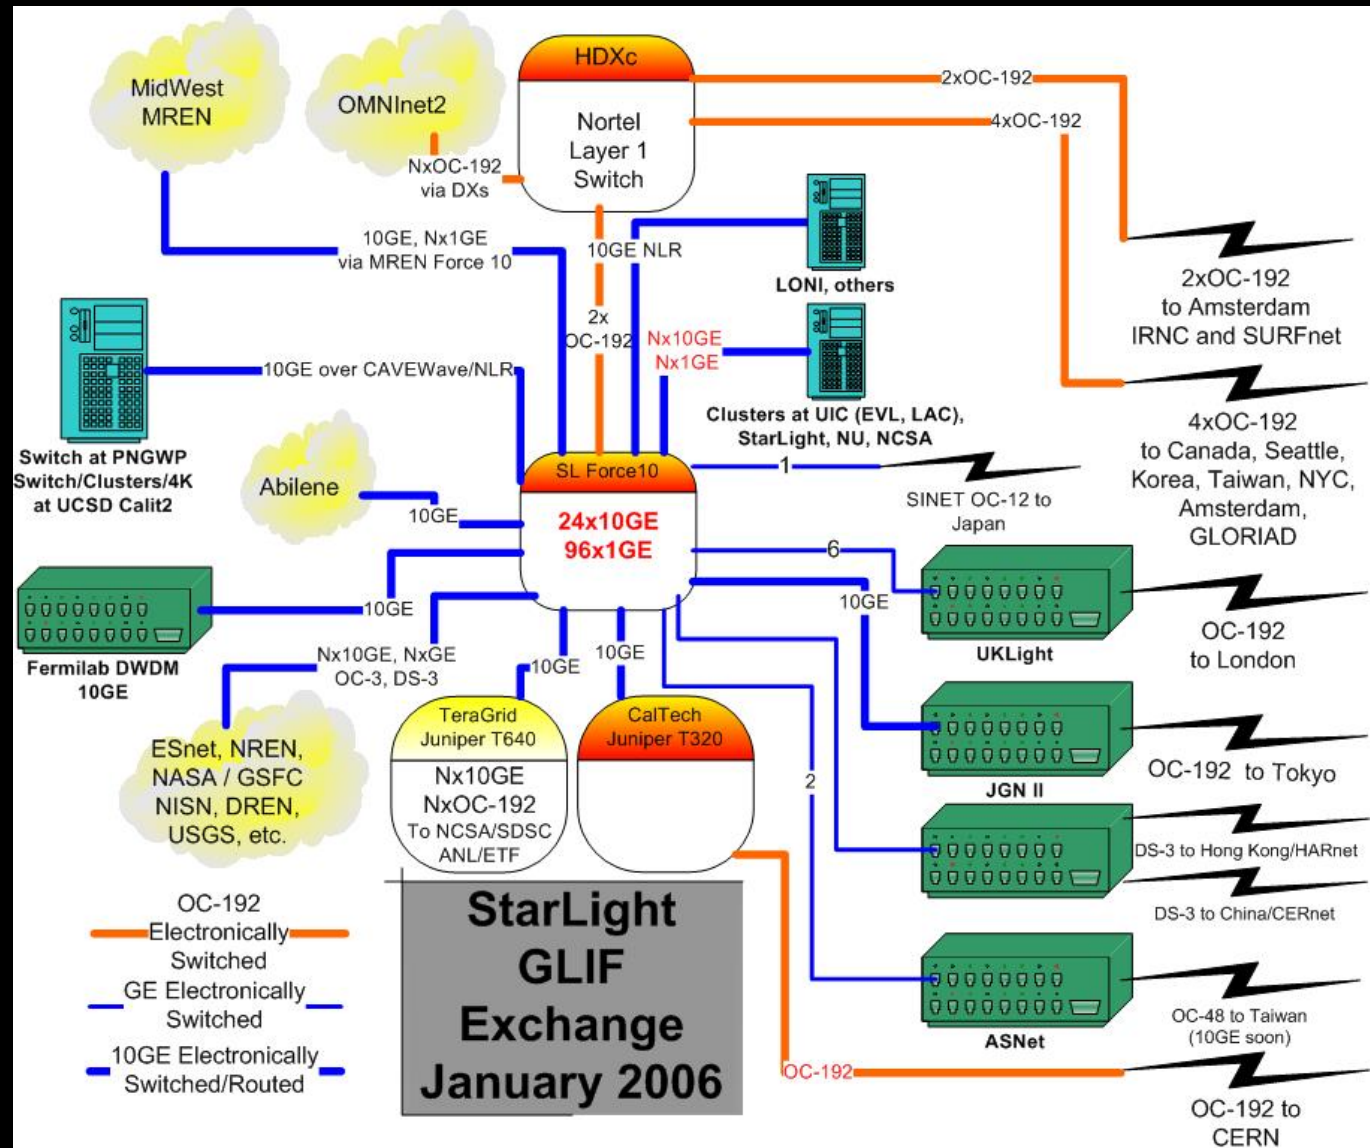 MidWest
MREN
OMNInet2
HDXc
Nortel
Layer 1
Switch
2xOC-192
4xOC-192
NxOC-192
via DXs
10GE, Nx1GE
via MREN Force 10
10GE NLR
LONI, others
2x
OC-192
Nx10GE
Nx1GE
2xOC-192
to Amsterdam
IRNC and SURFnet
10GE over CAVEWave/NLR
Clusters at UIC (EVL, LAC),
StarLight, NU, NCSA
4xOC-192
to Canada, Seattle,
Korea, Taiwan, NYC,
Amsterdam,
GLORIAD
Switch at PNGWP
Switch/Clusters/4K
at UCSD Calit2
Abilene
10GE
SL Force10
24x10GE
96x1GE
1
SINET OC-12 to
Japan
6
10GE
UKLight
OC-192
to London
10GE
Fermilab DWDM
10GE
Nx10GE, NxGE
OC-3, DS-3
10GE
10GE
ESnet, NREN,
NASA / GSFC
NISN, DREN,
USGS, etc.
TeraGrid
Juniper T640
Nx10GE
NxOC-192
To NCSA/SDSC
ANL/ETF
CalTech
Juniper T320
2
JGN II
OC-192 to Tokyo
DS-3 to Hong Kong/HARnet
DS-3 to China/CERnet
ASNet
OC-48 to Taiwan
(10GE soon)
OC-192
OC-192 to
CERN
OC-192
Electronically
Switched
GE Electronically
Switched
10GE Electronically
Switched/Routed
StarLight
GLIF
Exchange
January 2006